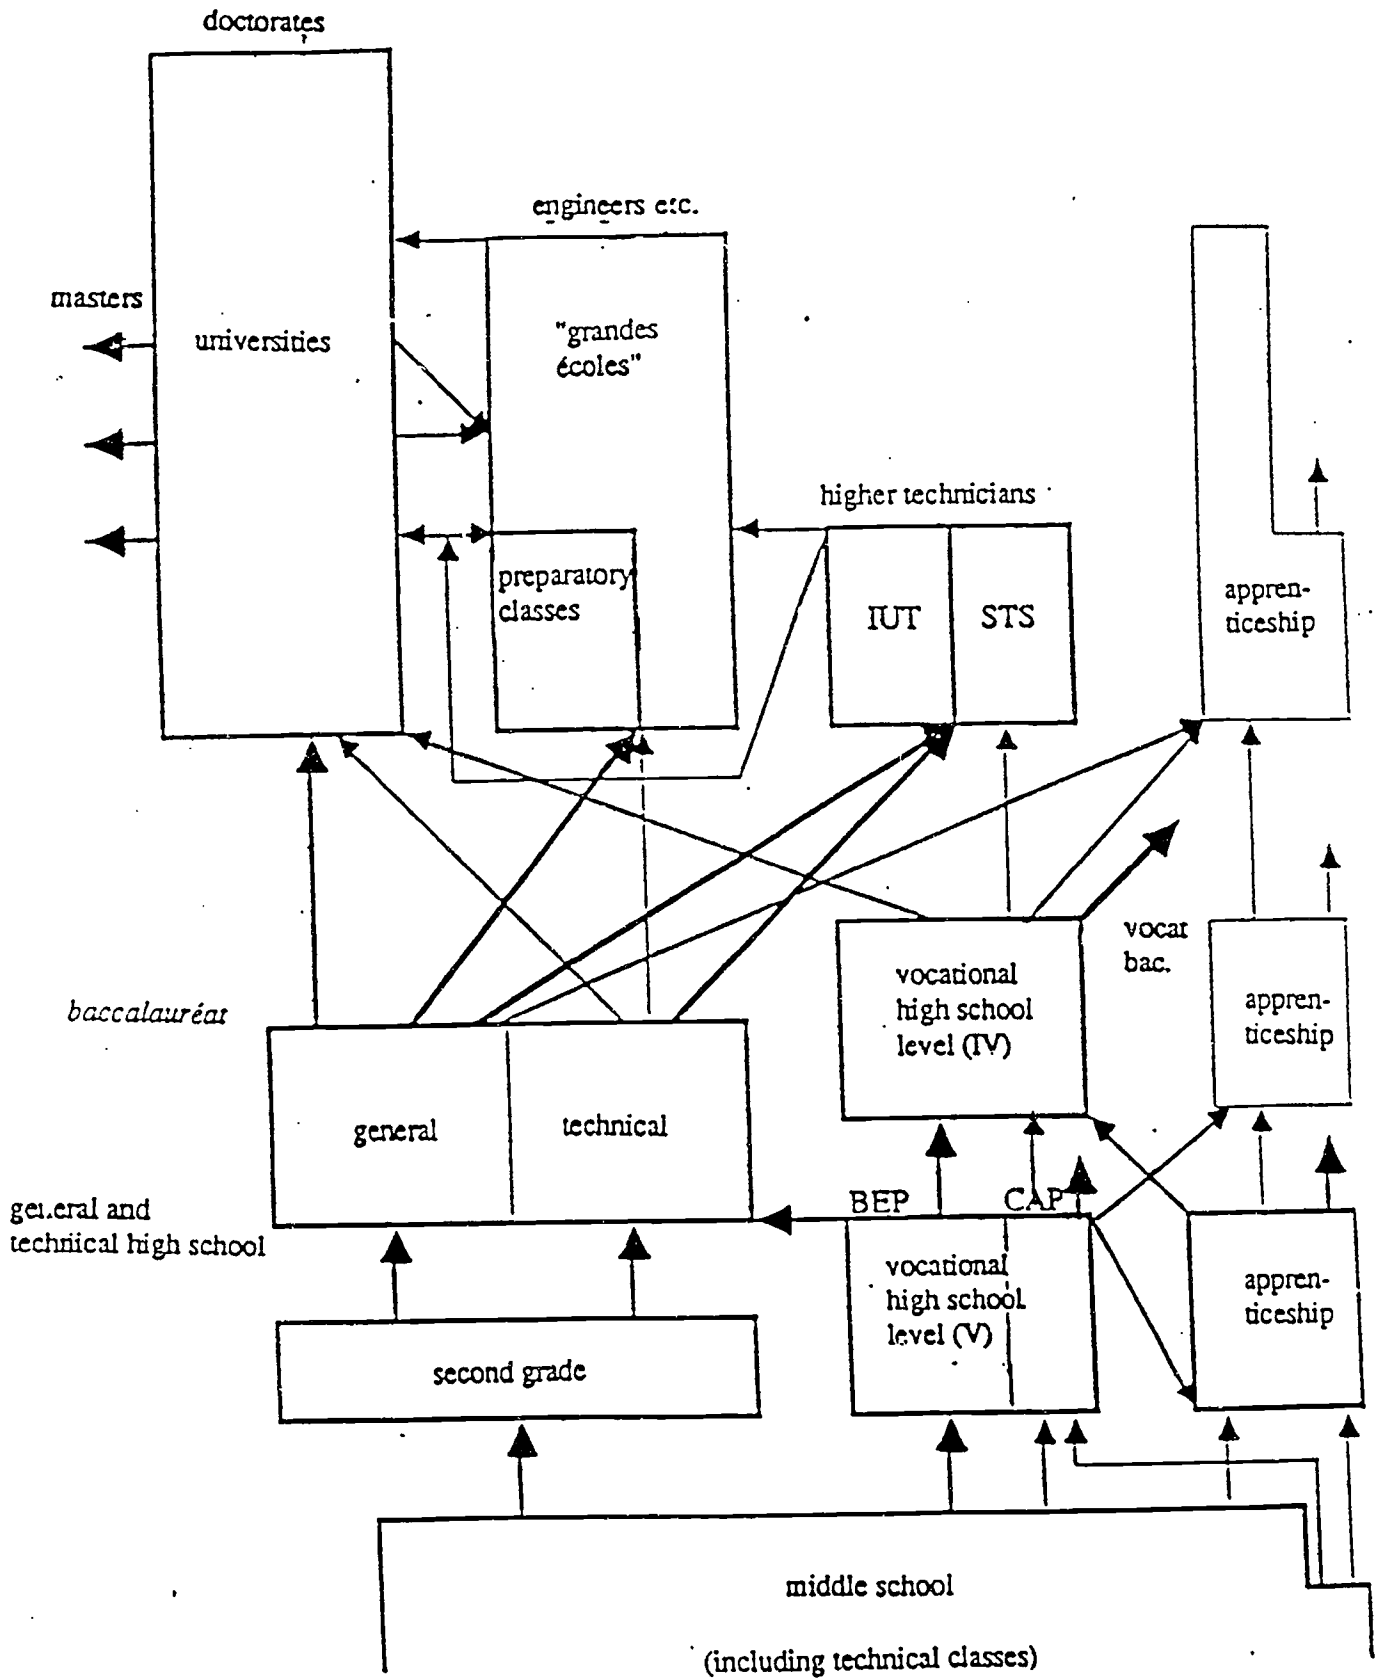 doctorates
engineers etc.
masters
universities
"grandes
écoles"
higher technicians
preparatory
classes
IUT
STS
appren-
ticeship
vocat
bac.
vocational
high school
level (IV)
appren-
ticeship
baccalauréat
general
technical
BEP
CAP
general and
technical high school
vocational
high school
level (V)
appren-
ticeship
second grade
middle school
(including technical classes)